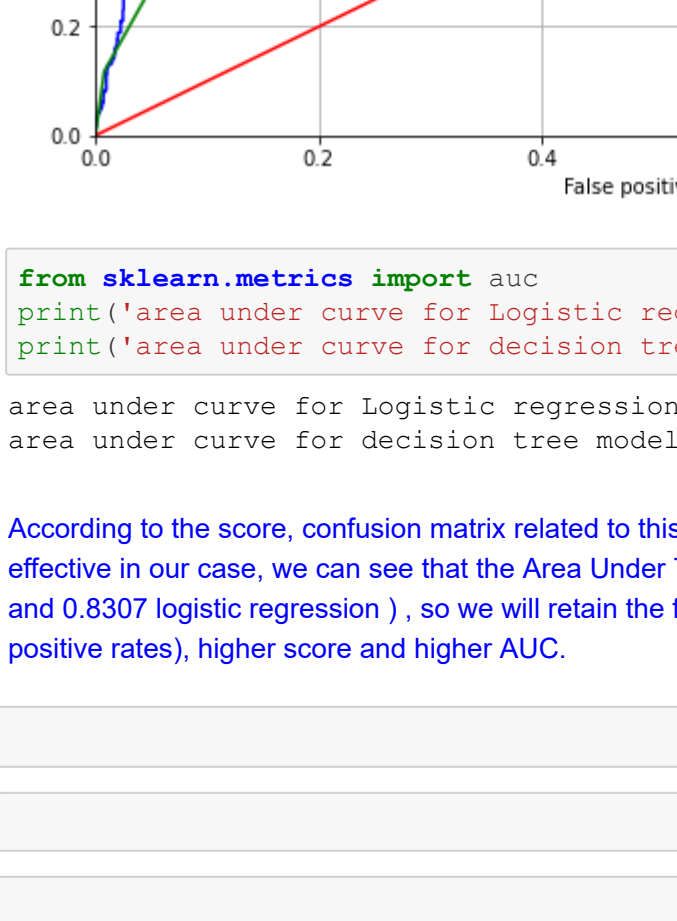 0.2
0.0
0.0 0.2 0.4
False positi
from sklearn.metrics import auc
print('area under curve for Logistic re
print('area under curve for decision tre
area under curve for Logistic regression
area under curve for decision tree model
According to the score, confusion matrix related to this
effective in our case, we can see that the Area Under
and 0.8307 logistic regression ) , so we will retain the
positive rates), higher score and higher AUC.